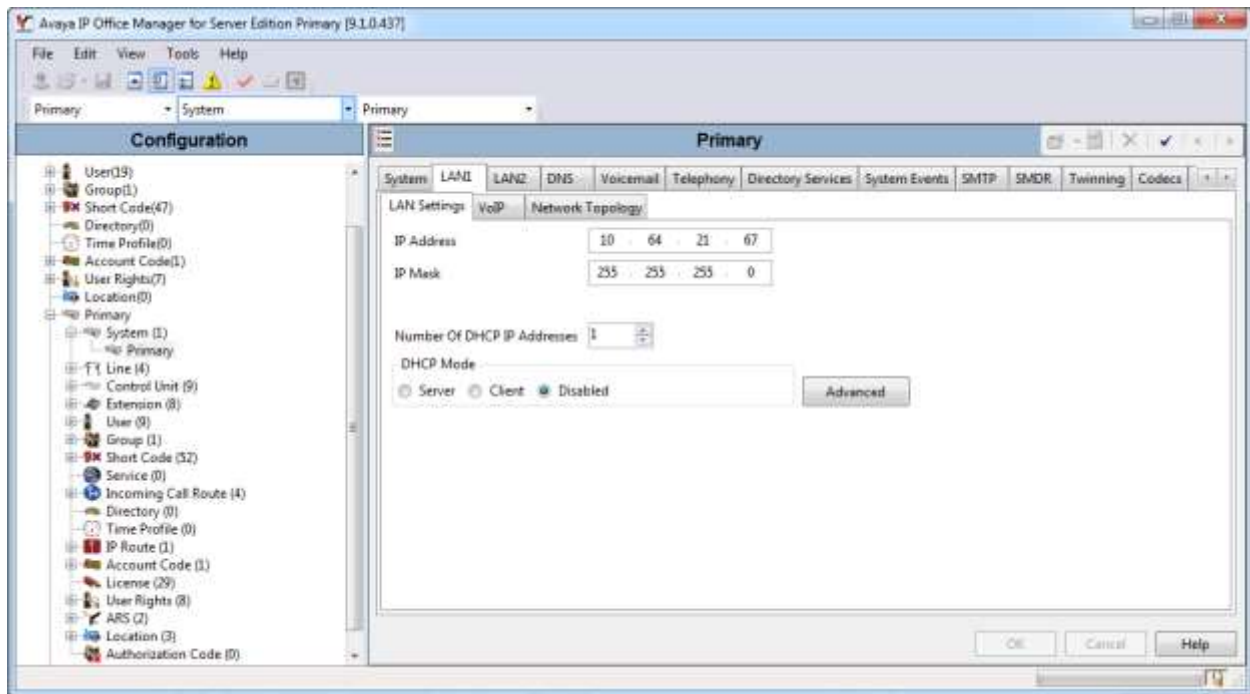 Avaya IP Office Manager for Server Edition Primary [9.1.0.437]
File Edit View Tools Help
Primary System Primary
Configuration
User(19)
Group(1)
Short Code(47)
Directory(0)
Time Profile(0)
Account Code(1)
User Rights(7)
Location(0)
Primary
System (1)
Primary
Line (4)
Control Unit (9)
Extension (8)
User (9)
Group (1)
Short Code (52)
Service (0)
Incoming Call Route (4)
Directory (0)
Time Profile (0)
IP Route (1)
Account Code (1)
License (29)
User Rights (8)
ARS (2)
Location (3)
Authorization Code (0)
Primary
System LAN1 LAN2 DNS Voicemail Telephony Directory Services System Events SMTP SMDR Twinning Codecs
LAN Settings VoIP Network Topology
IP Address 10 . 64 . 21 . 67
IP Mask 255 . 255 . 255 . 0
Number Of DHCP IP Addresses 1
DHCP Mode
Server Client Disabled
Advanced
OK Cancel Help